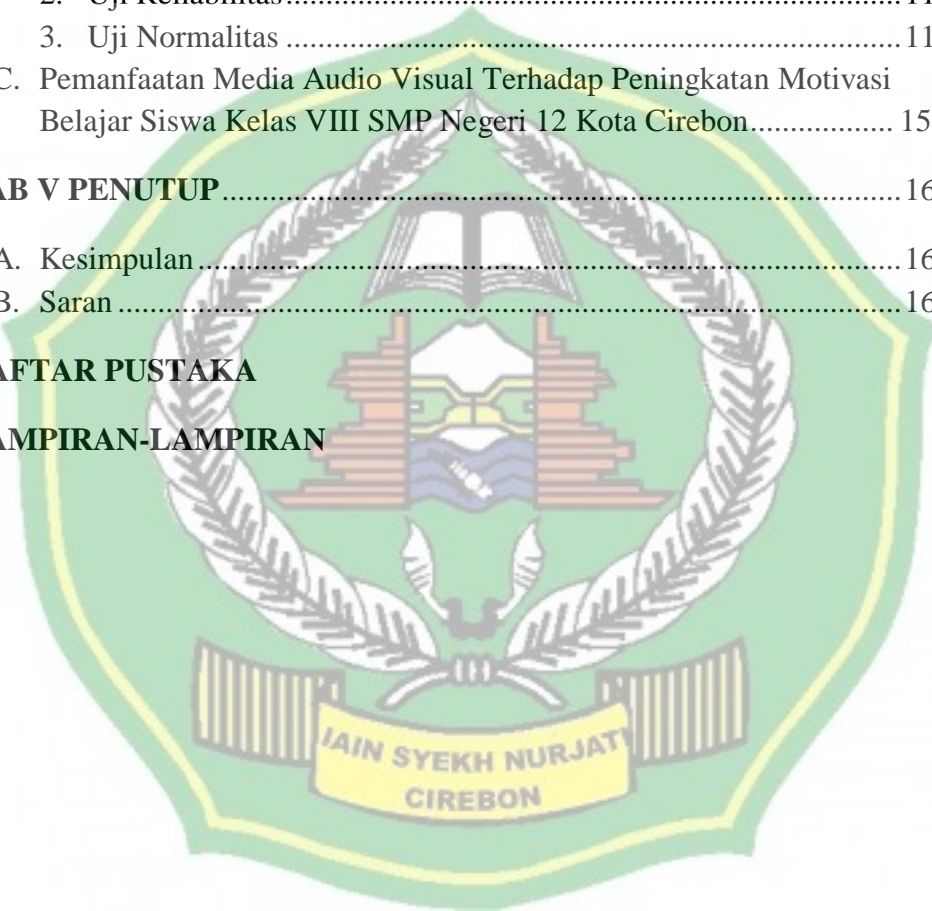 3. Uji Normalitas ........ 11
C. Pemanfaatan Media Audio Visual Terhadap Peningkatan Motivasi
Belajar Siswa Kelas VIII SMP Negeri 12 Kota Cirebon ........ 15
AB V PENUTUP ........ 16
A. Kesimpulan ........ 16
B. Saran ........ 16
AFTAR PUSTAKA
AMPIRAN-LAMPIRAN
IAIN SYEKH NURJATI
CIREBON